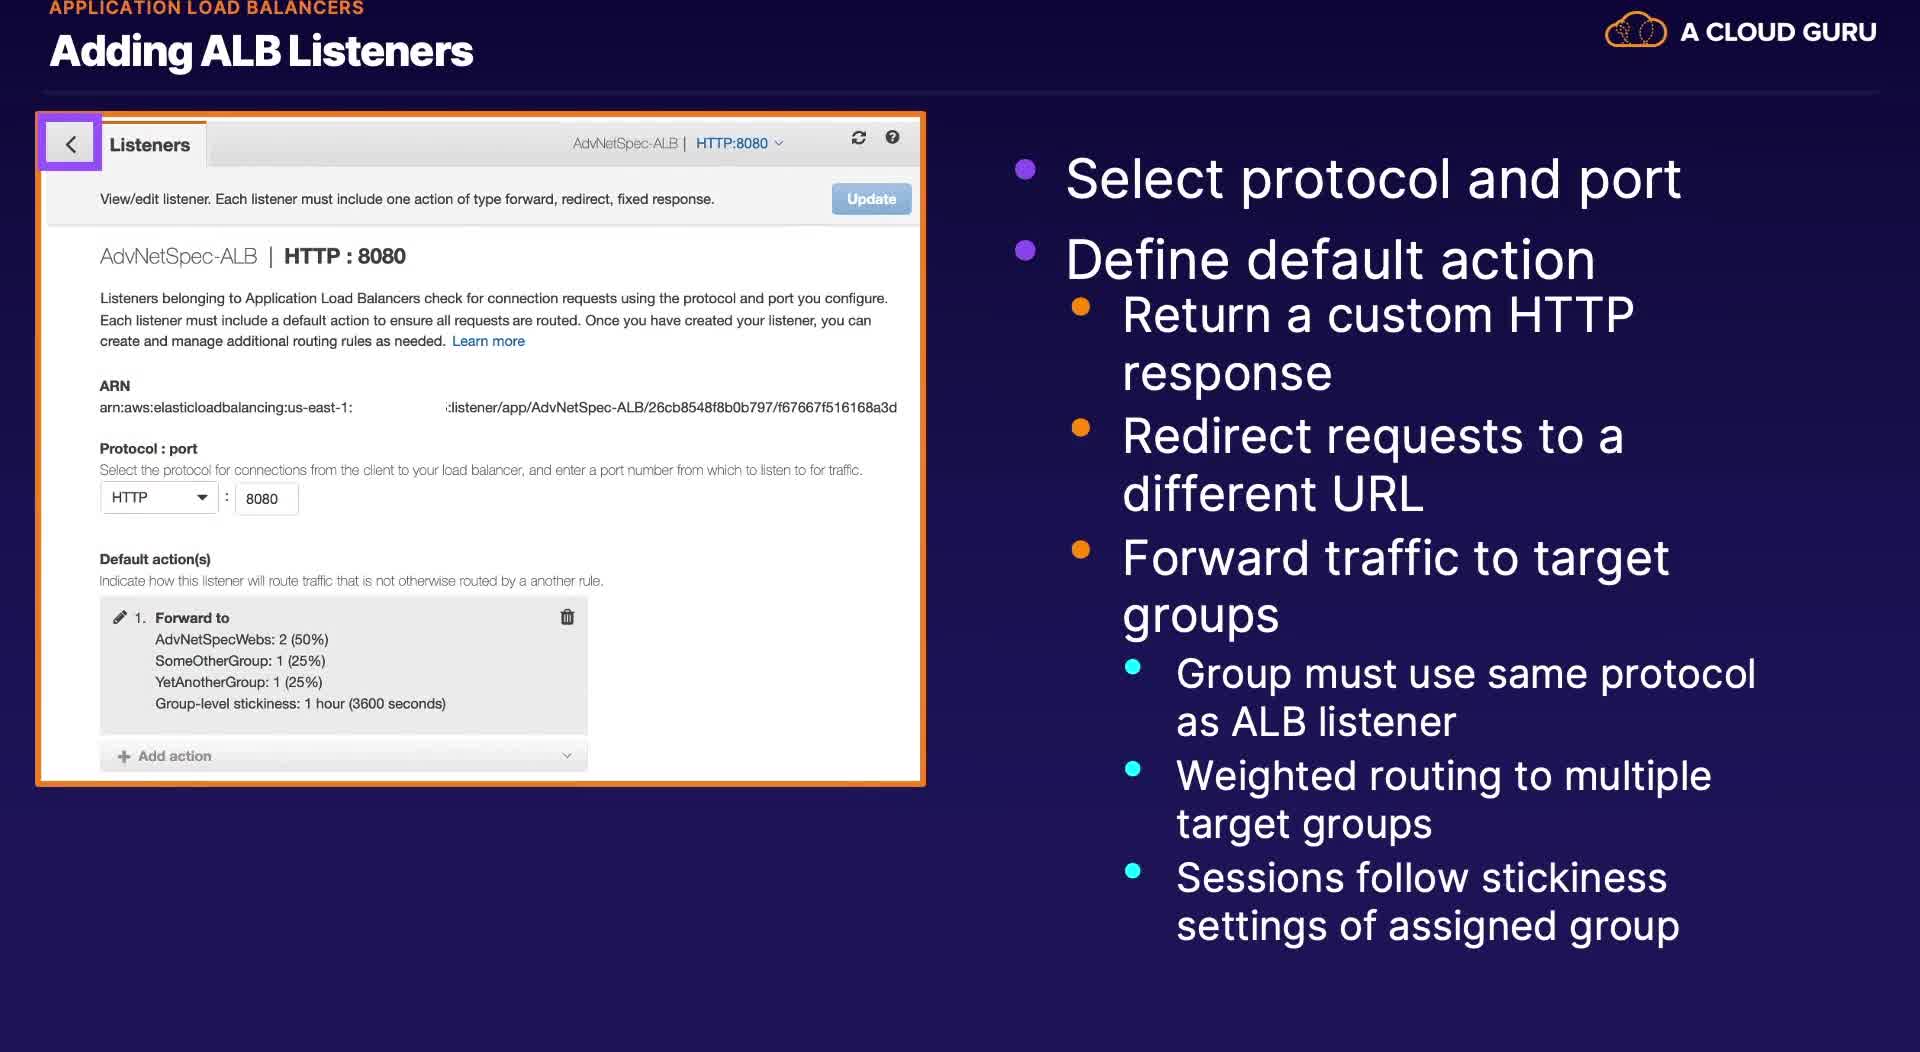 APPLICATION LOAD BALANCERS
Adding ALB Listeners
A CLOUD GURU
Listeners
AdvNetSpec-ALB | HTTP:8080
View/edit listener. Each listener must include one action of type forward, redirect, fixed response.
Update
AdvNetSpec-ALB | HTTP : 8080
Listeners belonging to Application Load Balancers check for connection requests using the protocol and port you configure.
Each listener must include a default action to ensure all requests are routed. Once you have created your listener, you can
create and manage additional routing rules as needed. Learn more
ARN
arn:aws:elasticloadbalancing:us-east-1: :listener/app/AdvNetSpec-ALB/26cb8548f8b0b797/f67667f516168a3d
Protocol : port
Select the protocol for connections from the client to your load balancer, and enter a port number from which to listen to for traffic.
HTTP : 8080
Default action(s)
Indicate how this listener will route traffic that is not otherwise routed by a another rule.
1. Forward to
AdvNetSpecWebs: 2 (50%)
SomeOtherGroup: 1 (25%)
YetAnotherGroup: 1 (25%)
Group-level stickiness: 1 hour (3600 seconds)
Add action
Select protocol and port
Define default action
Return a custom HTTP
response
Redirect requests to a
different URL
Forward traffic to target
groups
Group must use same protocol
as ALB listener
Weighted routing to multiple
target groups
Sessions follow stickiness
settings of assigned group